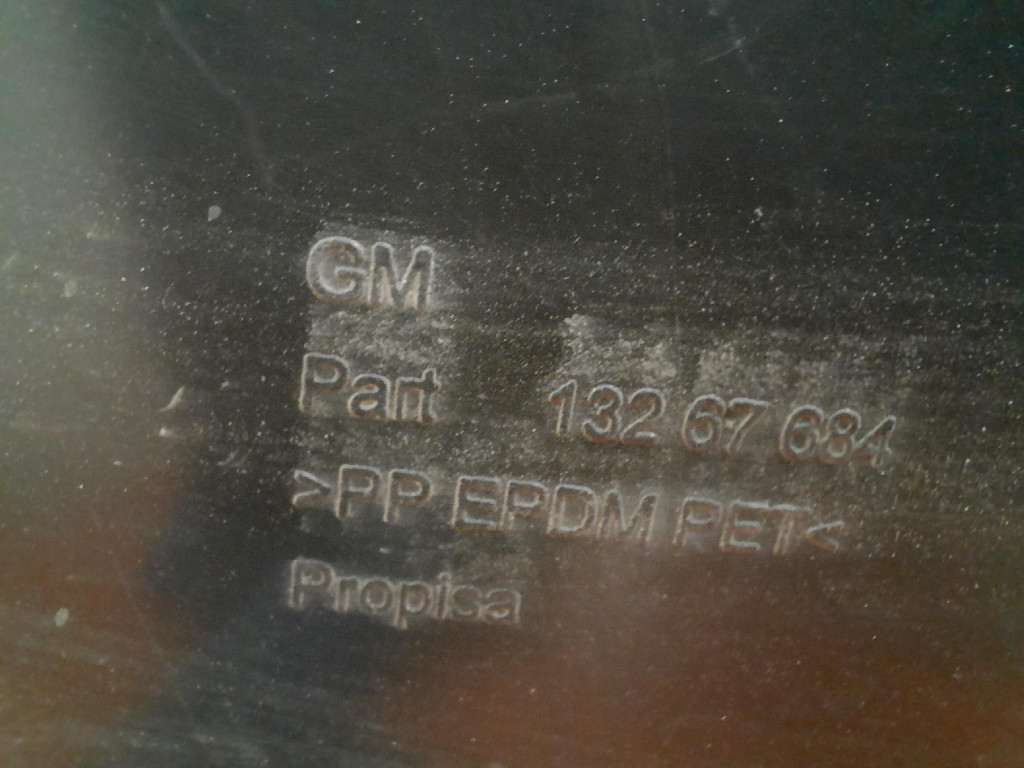 GM
Part 132 67 684
>PP EPDM PET<
Propisa